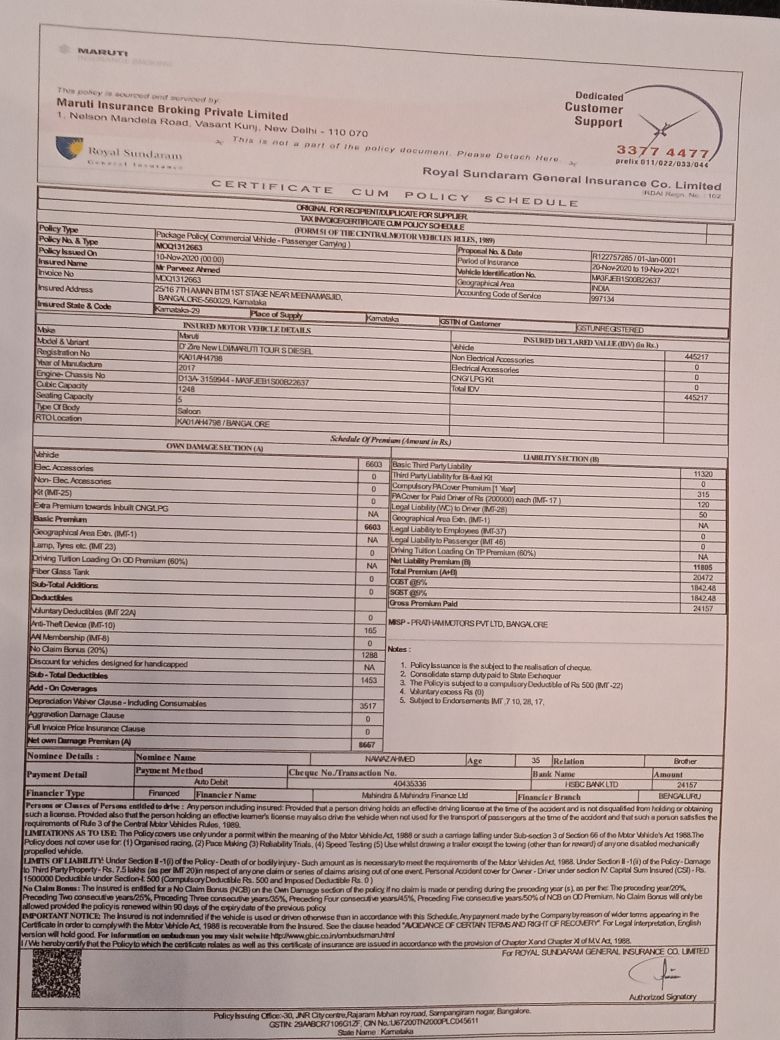 MARUTI
INSURANCE BROKING
This policy is sourced and serviced by
Maruti Insurance Broking Private Limited
1, Nelson Mandela Road, Vasant Kunj, New Delhi - 110 070
Dedicated
Customer
Support
3377 4477
prefix 011/022/033/044
This is not a part of the policy document. Please Detach Here.
Royal Sundaram
General Insurance
Royal Sundaram General Insurance Co. Limited
IRDAI Regn. No. : 102
CERTIFICATE CUM POLICY SCHEDULE
ORIGINAL FOR RECIPIENT/DUPLICATE FOR SUPPLIER
TAX INVOICE/CERTIFICATE CUM POLICY SCHEDULE
(FORM 51 OF THE CENTRAL MOTOR VEHICLES RULES, 1989)
Policy Type Package Policy( Commercial Vehicle - Passenger Carrying )
Policy No. & Type MOQ1312663 Proposal No. & Date R122757265 / 01-Jan-0001
Policy Issued On 10-Nov-2020 (00:00) Period of Insurance 20-Nov-2020 to 19-Nov-2021
Insured Name Mr Parveez Ahmed Vehicle Identification No. MA3FJEB1S00B22637
Invoice No MOQ1312663 Geographical Area INDIA
Insured Address 25/16 7TH AMAIN BTM 1ST STAGE NEAR MEENAMASJID, Accounting Code of Service 997134
BANGALORE-560029, Karnataka
Insured State & Code Karnataka-29 Place of Supply Karnataka GSTIN of Customer GSTUNREGISTERED
INSURED MOTOR VEHICLE DETAILS INSURED DECLARED VALUE (IDV) (in Rs.)
Make Maruti Vehicle 445217
Model & Variant D' Zire New LDI/MARUTI TOUR S DIESEL Non Electrical Accessories 0
Registration No KA01AH4798 Electrical Accessories 0
Year of Manufacture 2017 CNG/LPG Kit 0
Engine- Chassis No D13A- 3159944 - MA3FJEB1S00B22637 Total IDV 445217
Cubic Capacity 1248
Seating Capacity 5
Type Of Body Saloon
RTO Location KA01AH4798 / BANGALORE
Schedule Of Premium (Amount in Rs.)
OWN DAMAGE SECTION (A)
Vehicle 6603
Elec. Accessories 0
Non- Elec. Accessories 0
Kit (IMT-25) 0
Extra Premium towards Inbuilt CNG/LPG NA
Basic Premium 6603
Geographical Area Extn. (IMT-1) NA
Lamp, Tyres etc. (IMT 23) 0
Driving Tuition Loading On OD Premium (60%) NA
Fiber Glass Tank 0
Sub-Total Additions 0
Deductibles
Voluntary Deductibles (IMT 22A) 0
Anti-Theft Device (IMT-10) 165
AAI Membership (IMT-8) 0
No Claim Bonus (20%) 1288
Discount for vehicles designed for handicapped NA
Sub - Total Deductibles 1453
Add - On Coverages
Depreciation Waiver Clause - Including Consumables 3517
Aggravation Damage Clause 0
Full Invoice Price Insurance Clause 0
Net own Damage Premium (A) 8667
LIABILITY SECTION (B)
Basic Third Party Liability 11320
Third Party Liability for Bi-fuel Kit 0
Compulsory PA Cover Premium [1 Year] 315
PA Cover for Paid Driver of Rs (200000) each (IMT- 17 ) 120
Legal Liability (WC) to Driver (IMT-28) 50
Geographical Area Extn. (IMT-1) NA
Legal Liability to Employees (IMT-37) 0
Legal Liability to Passenger (IMT 46) 0
Driving Tuition Loading On TP Premium (60%) NA
Net Liability Premium (B) 11805
Total Premium (A+B) 20472
CGST @9% 1842.48
SGST @9% 1842.48
Gross Premium Paid 24157
MISP - PRATHAM MOTORS PVT LTD, BANGALORE
Notes :
1. Policy Issuance is the subject to the realisation of cheque.
2. Consolidate stamp duty paid to State Exchequer
3. The Policy is subject to a compulsory Deductible of Rs 500 (IMT -22)
4. Voluntary excess Rs (0)
5. Subject to Endorsements IMT ,7 10, 28, 17,
Nominee Details : Nominee Name NAWAZ AHMED Age 35 Relation Brother
Payment Detail Payment Method Cheque No./Transaction No. Bank Name Amount
Auto Debit 40435336 HSBC BANK LTD 24157
Financier Type Financed Financier Name Mahindra & Mahindra Finance Ltd Financier Branch BENGALURU
Persons or Classes of Persons entitled to drive : Any person including insured: Provided that a person driving holds an effective driving license at the time of the accident and is not disqualified from holding or obtaining
such a license. Provided also that the person holding an effective learner's license may also drive the vehicle when not used for the transport of passengers at the time of the accident and that such a person satisfies the
requirements of Rule 3 of the Central Motor Vehicles Rules, 1989.
LIMITATIONS AS TO USE: The Policy covers use only under a permit within the meaning of the Motor Vehicle Act, 1988 or such a carriage falling under Sub-section 3 of Section 66 of the Motor Vehicle's Act 1988.The
Policy does not cover use for: (1) Organised racing, (2) Pace Making (3) Reliability Trials, (4) Speed Testing (5) Use whilst drawing a trailer except the towing (other than for reward) of any one disabled mechanically
propelled vehicle.
LIMITS OF LIABILITY: Under Section II -1(i) of the Policy - Death of or bodily injury - Such amount as is necessary to meet the requirements of the Motor Vehicles Act, 1988. Under Section II -1(ii) of the Policy - Damage
to Third Party Property - Rs. 7.5 lakhs (as per IMT 20)in respect of any one claim or series of claims arising out of one event. Personal Accident cover for Owner - Driver under section IV Capital Sum Insured (CSI) - Rs.
1500000 Deductible under Section-I: 500 (Compulsory Deductible Rs. 500 and Imposed Deductible Rs. 0 )
No Claim Bonus: The insured is entitled for a No Claim Bonus (NCB) on the Own Damage section of the policy if no claim is made or pending during the preceding year (s), as per the: The preceding year/20%,
Preceding Two consecutive years/25%, Preceding Three consecutive years/35%, Preceding Four consecutive years/45%, Preceding Five consecutive years/50% of NCB on OD Premium, No Claim Bonus will only be
allowed provided the policy is renewed within 90 days of the expiry date of the previous policy.
IMPORTANT NOTICE: The Insured is not indemnified if the vehicle is used or driven otherwise than in accordance with this Schedule. Any payment made by the Company by reason of wider terms appearing in the
Certificate in order to comply with the Motor Vehicle Act, 1988 is recoverable from the Insured. See the clause headed "AVOIDANCE OF CERTAIN TERMS AND RIGHT OF RECOVERY". For Legal interpretation, English
version will hold good. For Information on ombudsman you may visit website http://www.gbic.co.in/ombudsman.html
I / We hereby certify that the Policy to which the certificate relates as well as this certificate of insurance are issued in accordance with the provision of Chapter X and Chapter XI of M.V. Act, 1988.
For ROYAL SUNDARAM GENERAL INSURANCE CO. LIMITED
Authorized Signatory
Policy Issuing Office:-30, JNR City centre,Rajaram Mohan roy road, Sampangiram nagar, Bangalore.
GSTIN: 29AABCR7106G1ZF, CIN No.:U67200TN2000PLC045611
State Name : Karnataka